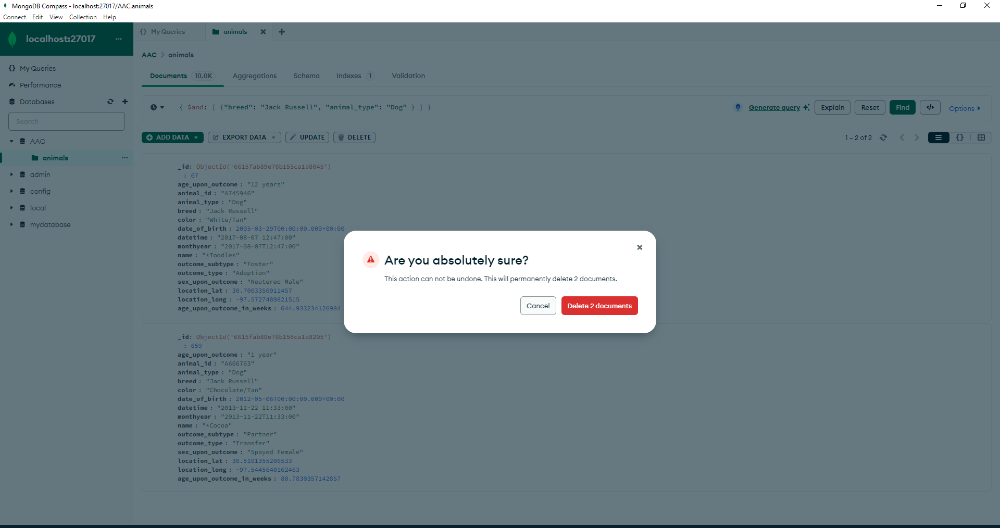 MongoDB Compass - localhost:27017/AAC.animals
Connect Edit View Collection Help
localhost:27017 ...
{} My Queries
animals
My Queries
Performance
Databases
Search
AAC
animals ...
admin
config
local
mydatabase
AAC > animals
Documents 10.0K Aggregations Schema Indexes 1 Validation
{ $and: [ {"breed": "Jack Russell", "animal_type": "Dog" } ] }
Generate query Explain Reset Find </> Options
ADD DATA EXPORT DATA UPDATE DELETE
1 – 2 of 2 {}
_id: ObjectId('6615fab89e76b155ca1a8045')
: 67
age_upon_outcome : "12 years"
animal_id : "A745946"
animal_type : "Dog"
breed : "Jack Russell"
color : "White/Tan"
date_of_birth : 2005-03-29T00:00:00.000+00:00
datetime : "2017-08-07 12:47:00"
monthyear : "2017-08-07T12:47:00"
name : "*Toodles"
outcome_subtype : "Foster"
outcome_type : "Adoption"
sex_upon_outcome : "Neutered Male"
location_lat : 30.7003350911457
location_long : -97.5727489821515
age_upon_outcome_in_weeks : 644.933234126984
Are you absolutely sure?
This action can not be undone. This will permanently delete 2 documents.
Cancel Delete 2 documents
_id: ObjectId('6615fab89e76b155ca1a8295')
: 659
age_upon_outcome : "1 year"
animal_id : "A666763"
animal_type : "Dog"
breed : "Jack Russell"
color : "Chocolate/Tan"
date_of_birth : 2012-05-06T00:00:00.000+00:00
datetime : "2013-11-22 11:33:00"
monthyear : "2013-11-22T11:33:00"
name : "*Cocoa"
outcome_subtype : "Partner"
outcome_type : "Transfer"
sex_upon_outcome : "Spayed Female"
location_lat : 30.5101355206533
location_long : -97.5445640162463
age_upon_outcome_in_weeks : 80.7830357142857